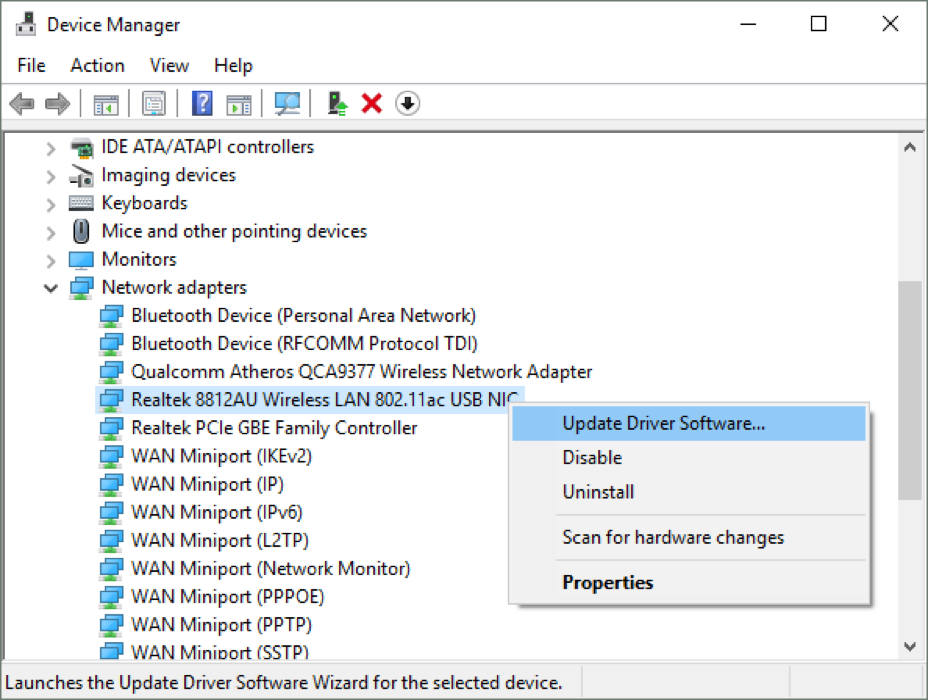 Device Manager
File Action View Help
IDE ATA/ATAPI controllers
Imaging devices
Keyboards
Mice and other pointing devices
Monitors
Network adapters
Bluetooth Device (Personal Area Network)
Bluetooth Device (RFCOMM Protocol TDI)
Qualcomm Atheros QCA9377 Wireless Network Adapter
Realtek 8812AU Wireless LAN 802.11ac USB NIC
Realtek PCIe GBE Family Controller
WAN Miniport (IKEv2)
WAN Miniport (IP)
WAN Miniport (IPv6)
WAN Miniport (L2TP)
WAN Miniport (Network Monitor)
WAN Miniport (PPPOE)
WAN Miniport (PPTP)
WAN Miniport (SSTP)
Update Driver Software...
Disable
Uninstall
Scan for hardware changes
Properties
Launches the Update Driver Software Wizard for the selected device.